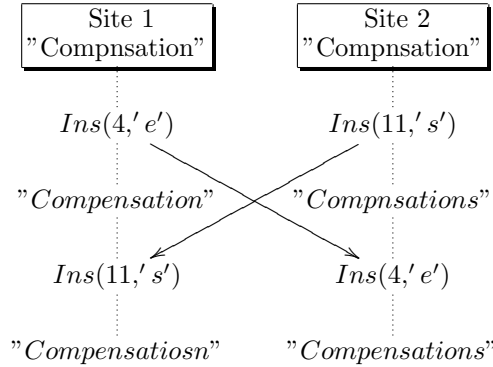 Site 1
"Compnsation"
Site 2
"Compnsation"
Ins(4,' e')
Ins(11,' s')
"Compensation"
"Compnsations"
Ins(11,' s')
Ins(4,' e')
"Compensatiosn"
"Compensations"